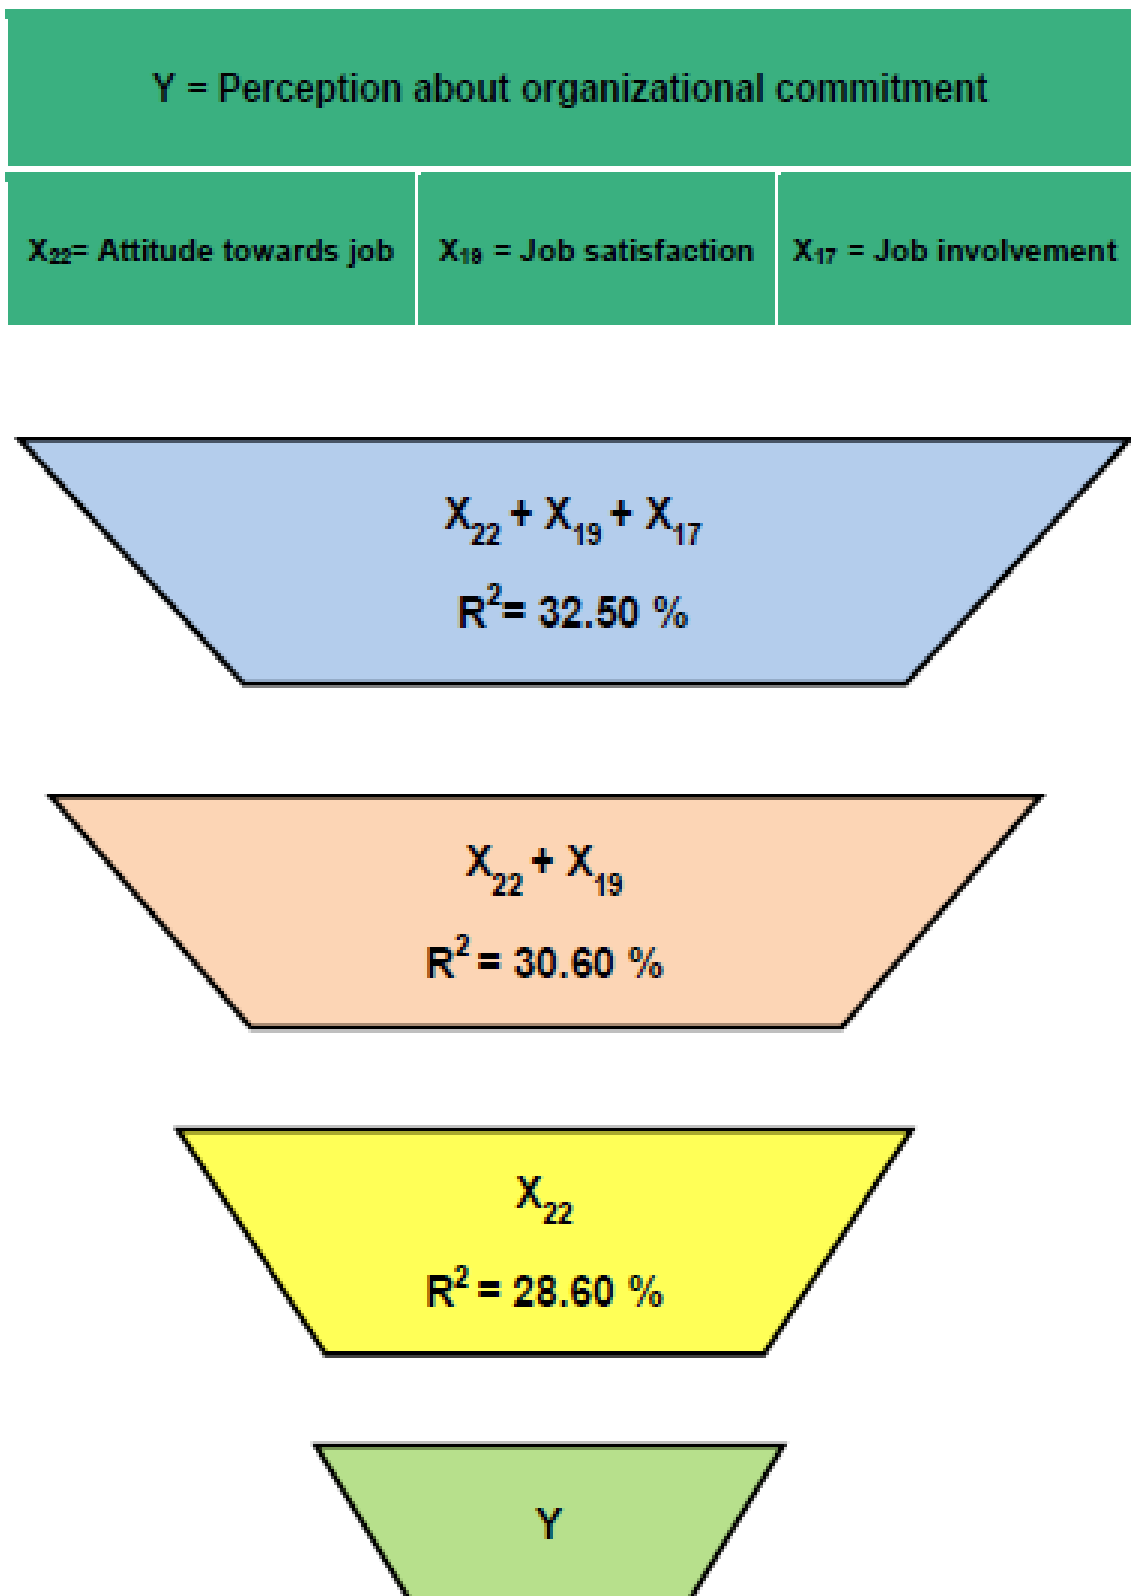 Y = Perception about organizational commitment
X₂₂= Attitude towards job
X₁₉ = Job satisfaction
X₁₇ = Job involvement
X₂₂ + X₁₉ + X₁₇
R²= 32.50 %
X₂₂ + X₁₉
R² = 30.60 %
X₂₂
R² = 28.60 %
Y